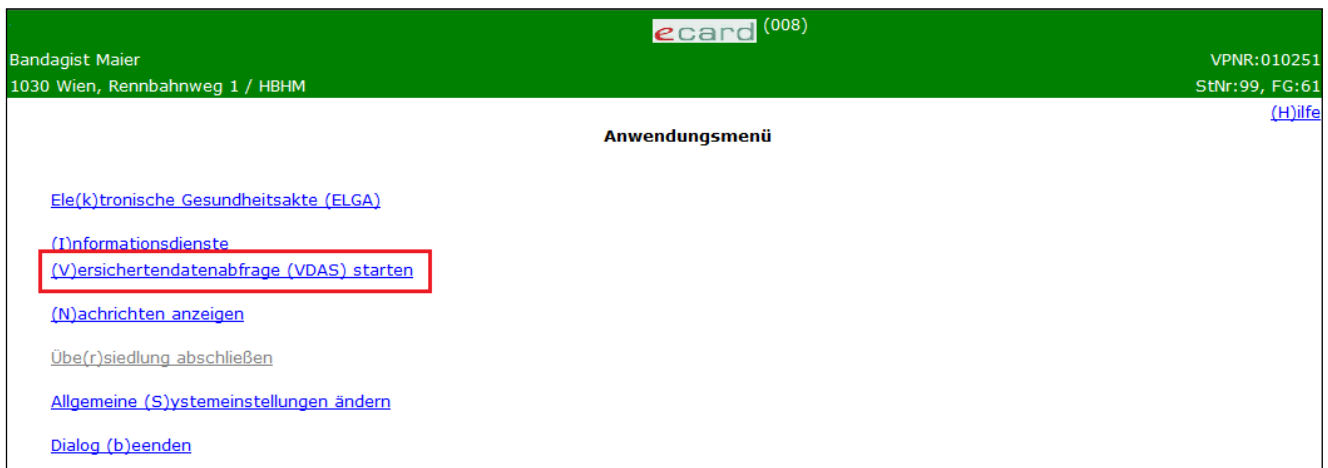 ecard (008)
Bandagist Maier VPNR:010251
1030 Wien, Rennbahnweg 1 / HBHM StNr:99, FG:61
(H)ilfe
Anwendungsmenü
Ele(k)tronische Gesundheitsakte (ELGA)
(I)nformationsdienste
(V)ersichertendatenabfrage (VDAS) starten
(N)achrichten anzeigen
Übe(r)siedlung abschließen
Allgemeine (S)ystemeinstellungen ändern
Dialog (b)eenden